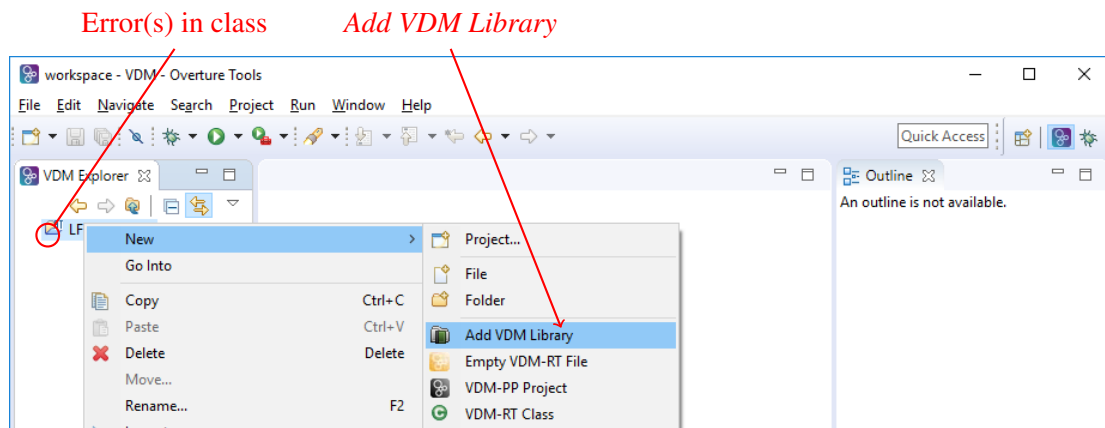 Error(s) in class Add VDM Library
workspace - VDM - Overture Tools
File Edit Navigate Search Project Run Window Help
Quick Access
VDM Explorer
Outline
An outline is not available.
LF
New
Project...
Go Into
File
Copy Ctrl+C
Folder
Paste Ctrl+V
Add VDM Library
Delete Delete
Empty VDM-RT File
Move...
VDM-PP Project
Rename... F2
VDM-RT Class